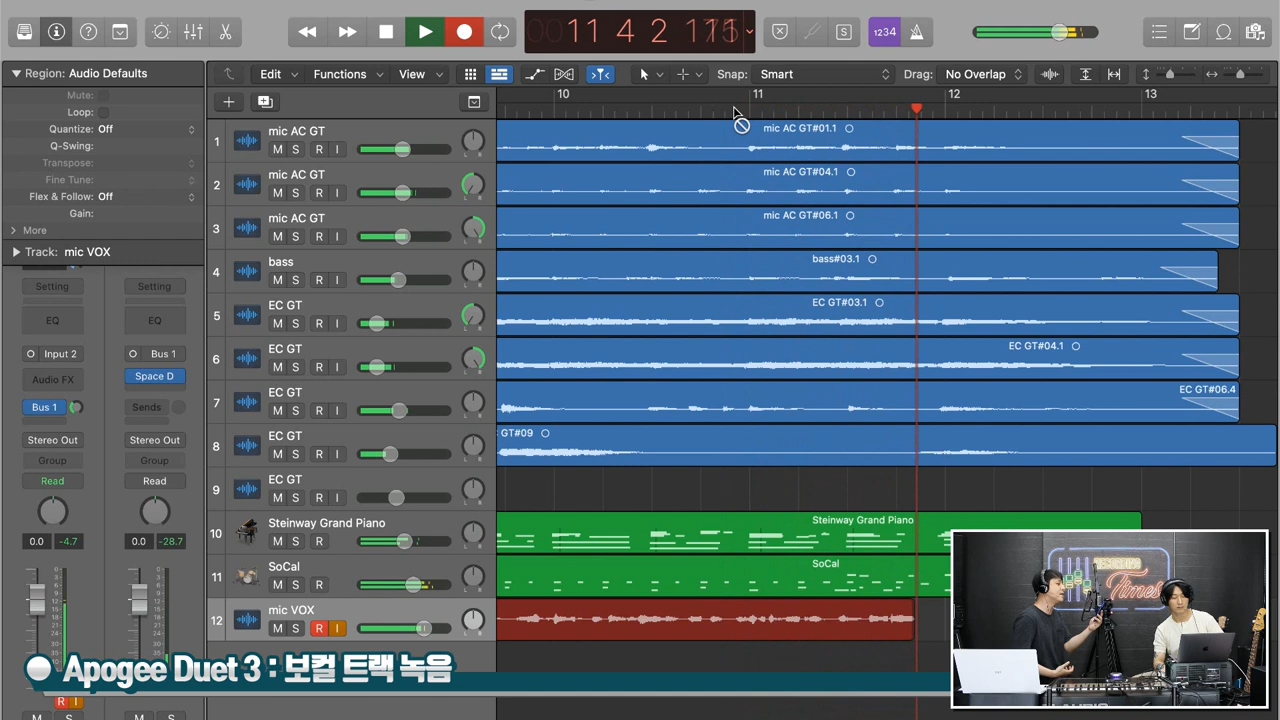 11 4 2
1234
Region: Audio Defaults
Edit
Functions
View
Snap: Smart
Drag: No Overlap
Mute:
Loop:
Quantize: Off
Q-Swing:
Transpose:
Fine Tune:
Flex & Follow: Off
Gain:
More
Track: mic VOX
10
11
12
13
1
mic AC GT
M S R I
mic AC GT#01.1
2
mic AC GT
M S R I
mic AC GT#04.1
3
mic AC GT
M S R I
mic AC GT#06.1
4
bass
M S R I
bass#03.1
5
EC GT
M S R I
EC GT#03.1
6
EC GT
M S R I
EC GT#04.1
7
EC GT
M S R I
EC GT#06.4
8
EC GT
M S R I
GT#09
9
EC GT
M S R I
10
Steinway Grand Piano
M S R
Steinway Grand Piano
11
SoCal
M S R
SoCal
12
mic VOX
M S R I
Setting
Setting
EQ
EQ
Input 2
Bus 1
Audio FX
Space D
Bus 1
Sends
Stereo Out
Stereo Out
Group
Group
Read
Read
0.0 -4.7
0.0 -28.7
R I
M S
M S
Times
Apogee Duet 3 : 보컬 트랙 녹음